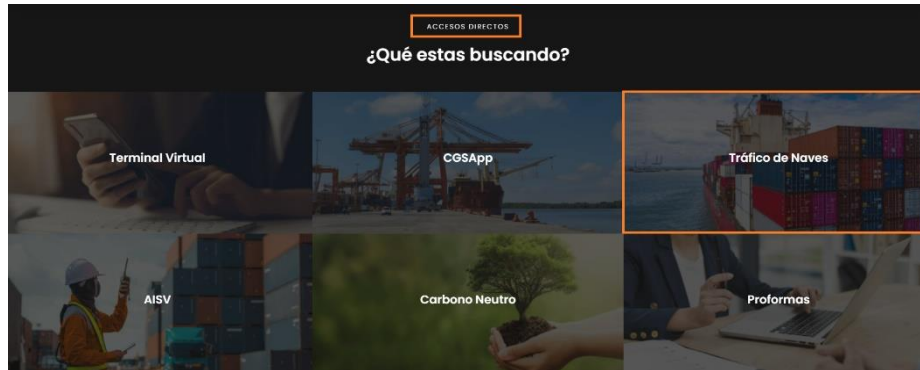 ACCESOS DIRECTOS
¿Qué estas buscando?
Terminal Virtual
CGSApp
Tráfico de Naves
AISV
Carbono Neutro
Proformas